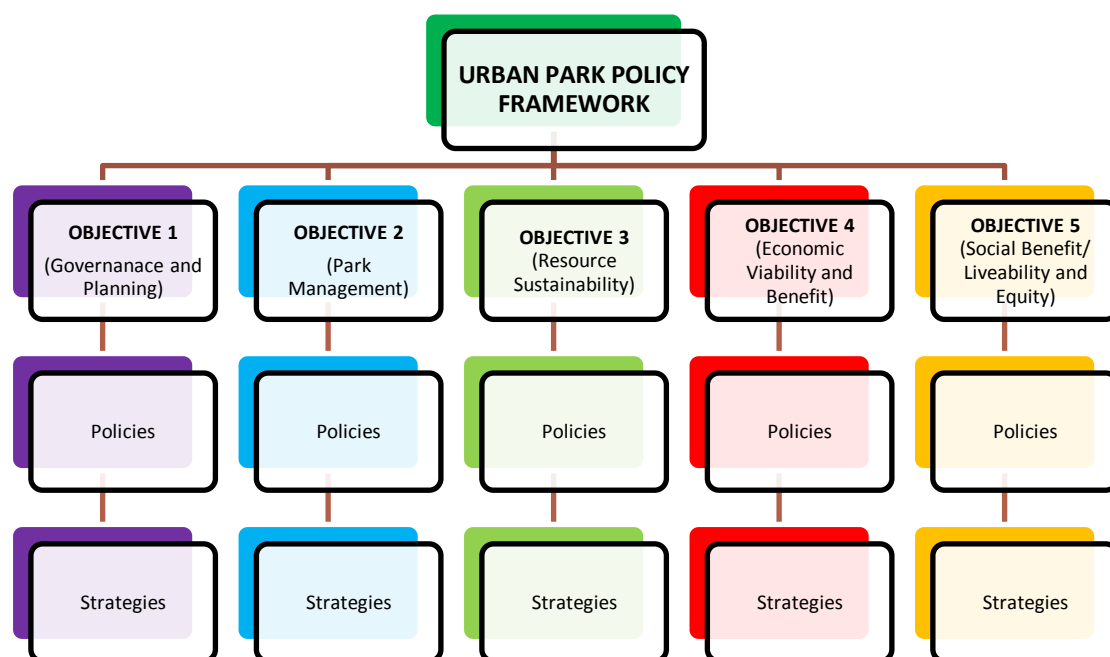 URBAN PARK POLICY
FRAMEWORK
OBJECTIVE 1
(Governanace and
Planning)
OBJECTIVE 2
(Park
Management)
OBJECTIVE 3
(Resource
Sustainability)
OBJECTIVE 4
(Economic
Viability and
Benefit)
OBJECTIVE 5
(Social Benefit/
Liveability and
Equity)
Policies
Policies
Policies
Policies
Policies
Strategies
Strategies
Strategies
Strategies
Strategies